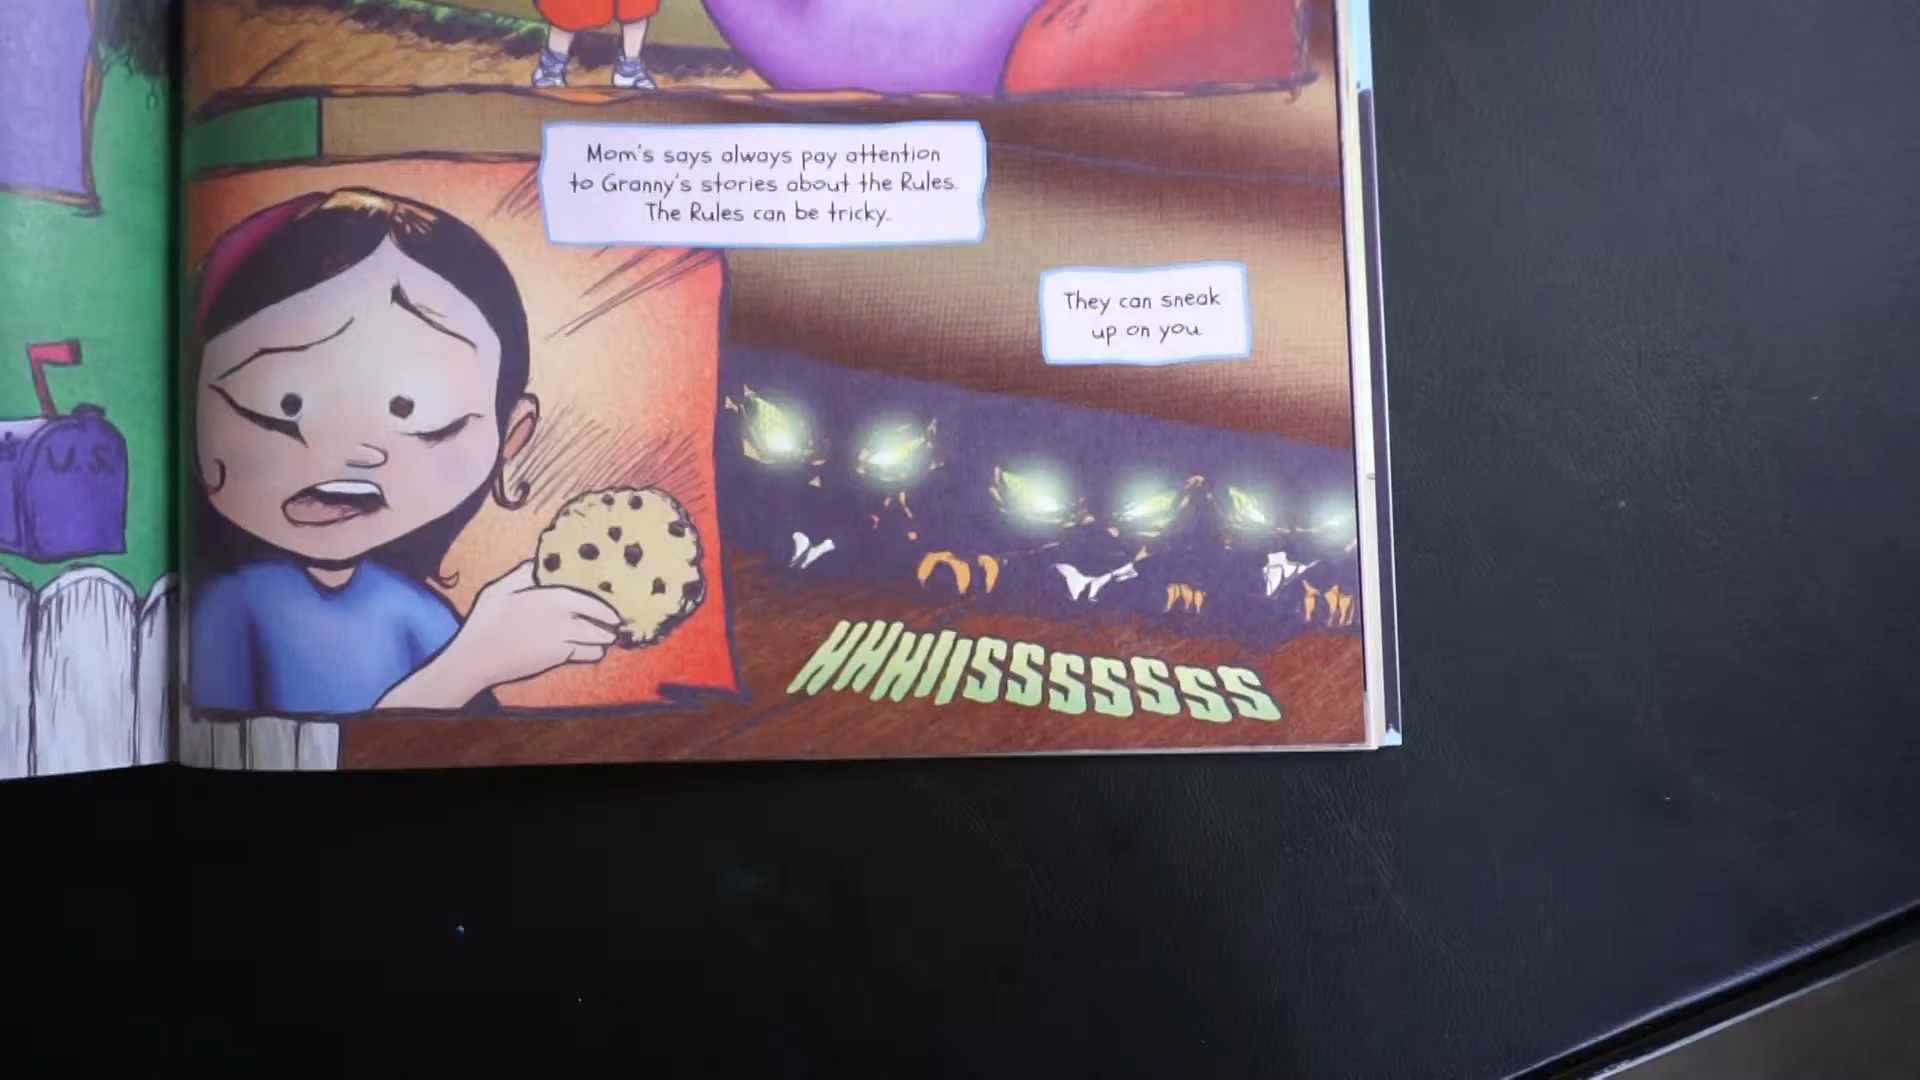 Mom's says always pay attention
to Granny's stories about the Rules.
The Rules can be tricky.
They can sneak
up on you.
U.S.
HHHIISSSSSSS